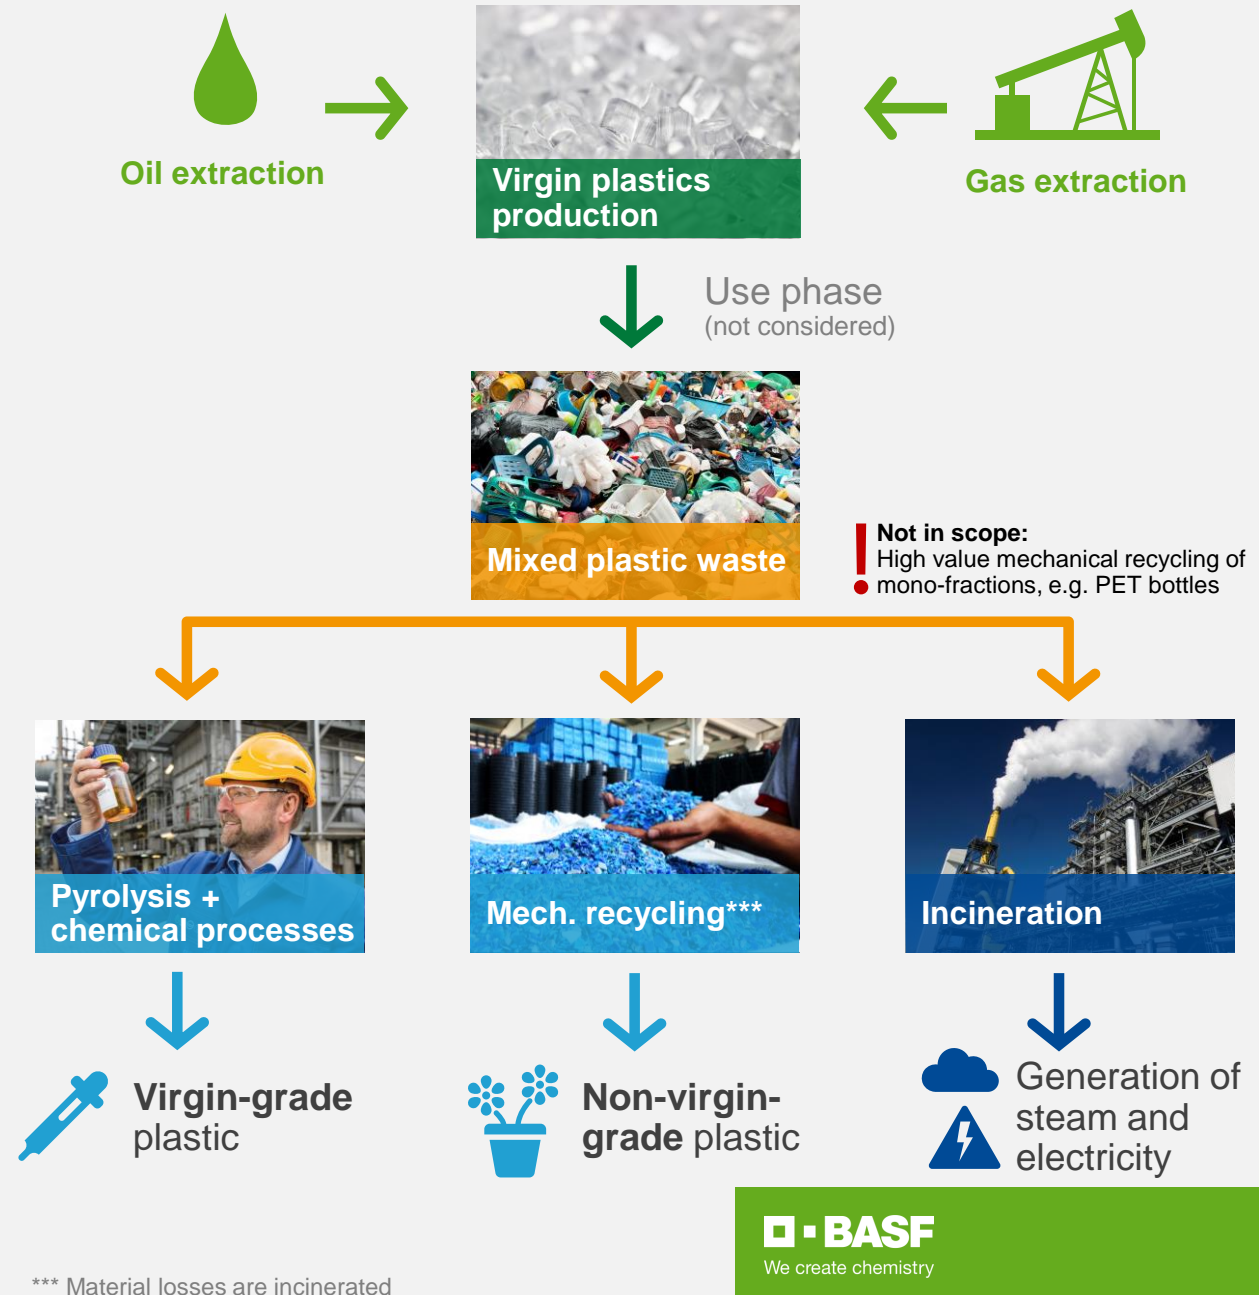 Oil extraction
Virgin plastics
production
Gas extraction
Use phase
(not considered)
Mixed plastic waste
Not in scope:
High value mechanical recycling of
mono-fractions, e.g. PET bottles
Pyrolysis +
chemical processes
Mech. recycling***
Incineration
Virgin-grade
plastic
Non-virgin-
grade plastic
Generation of
steam and
electricity
BASF
We create chemistry
*** Material losses are incinerated